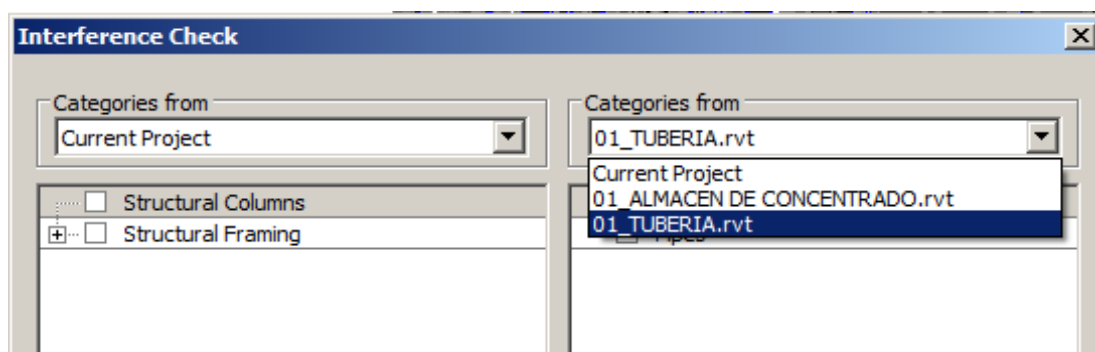 Interference Check
Categories from
Current Project
Categories from
01_TUBERIA.rvt
Current Project
01_ALMACEN DE CONCENTRADO.rvt
01_TUBERIA.rvt
Structural Columns
Structural Framing
Pipes